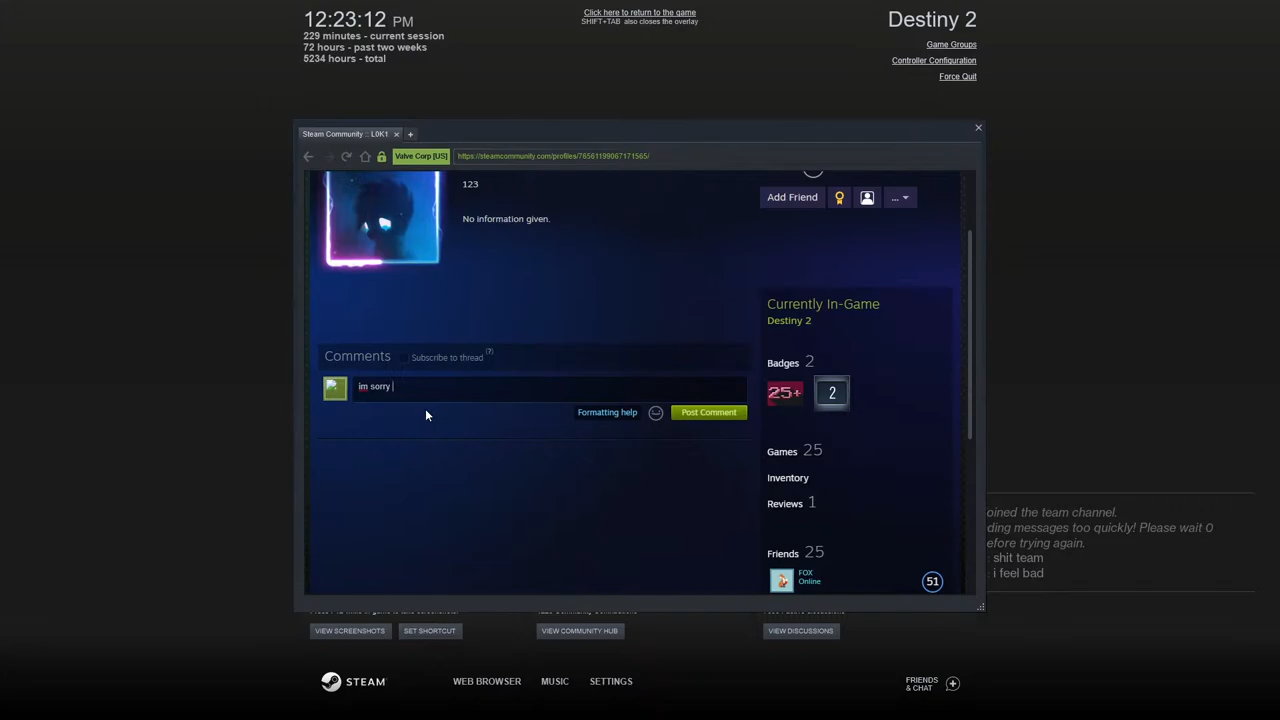 12:23:12 PM
229 minutes - current session
72 hours - past two weeks
5234 hours - total
Click here to return to the game
SHIFT+TAB also closes the overlay
Destiny 2
Game Groups
Controller Configuration
Force Quit
Steam Community :: L0K1
Valve Corp [US]
https://steamcommunity.com/profiles/76561199067171565/
123
No information given.
Add Friend
...
Currently In-Game
Destiny 2
Badges 2
25+
2
Comments
Subscribe to thread (?)
im sorry
Formatting help
Post Comment
Games 25
Inventory
Reviews 1
Friends 25
FOX
Online
51
oined the team channel.
ding messages too quickly! Please wait 0
efore trying again.
: shit team
: i feel bad
VIEW SCREENSHOTS
SET SHORTCUT
VIEW COMMUNITY HUB
VIEW DISCUSSIONS
STEAM
WEB BROWSER
MUSIC
SETTINGS
FRIENDS
& CHAT